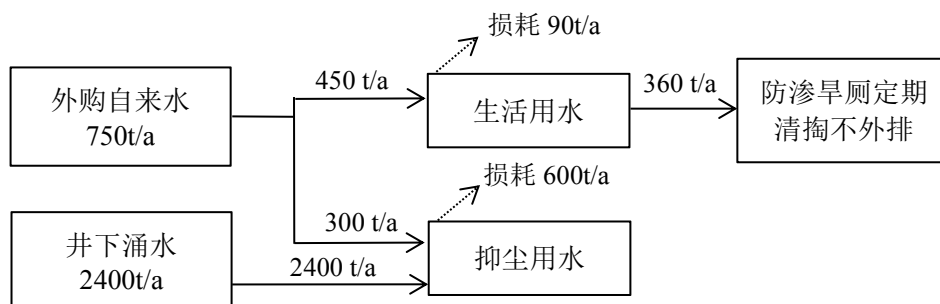 损耗 90t/a
外购自来水
750t/a
450 t/a
生活用水
360 t/a
防渗旱厕定期
清掏不外排
损耗 600t/a
300 t/a
井下涌水
2400t/a
2400 t/a
抑尘用水